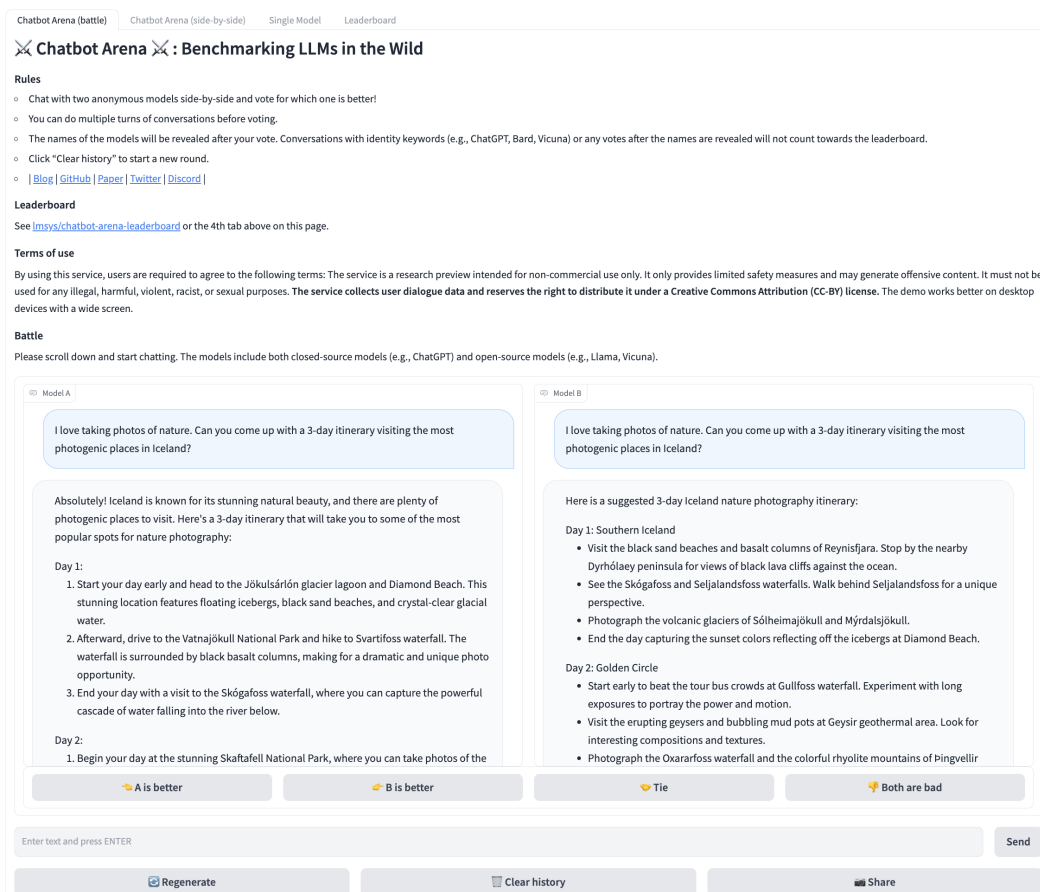 Chatbot Arena (battle)
Chatbot Arena (side-by-side)
Single Model
Leaderboard
⚔ Chatbot Arena ⚔ : Benchmarking LLMs in the Wild
Rules
Chat with two anonymous models side-by-side and vote for which one is better!
You can do multiple turns of conversations before voting.
The names of the models will be revealed after your vote. Conversations with identity keywords (e.g., ChatGPT, Bard, Vicuna) or any votes after the names are revealed will not count towards the leaderboard.
Click “Clear history” to start a new round.
| Blog | GitHub | Paper | Twitter | Discord |
Leaderboard
See lmsys/chatbot-arena-leaderboard or the 4th tab above on this page.
Terms of use
By using this service, users are required to agree to the following terms: The service is a research preview intended for non-commercial use only. It only provides limited safety measures and may generate offensive content. It must not be
used for any illegal, harmful, violent, racist, or sexual purposes. The service collects user dialogue data and reserves the right to distribute it under a Creative Commons Attribution (CC-BY) license. The demo works better on desktop
devices with a wide screen.
Battle
Please scroll down and start chatting. The models include both closed-source models (e.g., ChatGPT) and open-source models (e.g., Llama, Vicuna).
Model A
I love taking photos of nature. Can you come up with a 3-day itinerary visiting the most
photogenic places in Iceland?
Absolutely! Iceland is known for its stunning natural beauty, and there are plenty of
photogenic places to visit. Here's a 3-day itinerary that will take you to some of the most
popular spots for nature photography:
Day 1:
1. Start your day early and head to the Jökulsárlón glacier lagoon and Diamond Beach. This
stunning location features floating icebergs, black sand beaches, and crystal-clear glacial
water.
2. Afterward, drive to the Vatnajökull National Park and hike to Svartifoss waterfall. The
waterfall is surrounded by black basalt columns, making for a dramatic and unique photo
opportunity.
3. End your day with a visit to the Skógafoss waterfall, where you can capture the powerful
cascade of water falling into the river below.
Day 2:
1. Begin your day at the stunning Skaftafell National Park, where you can take photos of the
Model B
I love taking photos of nature. Can you come up with a 3-day itinerary visiting the most
photogenic places in Iceland?
Here is a suggested 3-day Iceland nature photography itinerary:
Day 1: Southern Iceland
• Visit the black sand beaches and basalt columns of Reynisfjara. Stop by the nearby
Dyrhólaey peninsula for views of black lava cliffs against the ocean.
• See the Skógafoss and Seljalandsfoss waterfalls. Walk behind Seljalandsfoss for a unique
perspective.
• Photograph the volcanic glaciers of Sólheimajökull and Mýrdalsjökull.
• End the day capturing the sunset colors reflecting off the icebergs at Diamond Beach.
Day 2: Golden Circle
• Start early to beat the tour bus crowds at Gullfoss waterfall. Experiment with long
exposures to portray the power and motion.
• Visit the erupting geysers and bubbling mud pots at Geysir geothermal area. Look for
interesting compositions and textures.
• Photograph the Oxararfoss waterfall and the colorful rhyolite mountains of Þingvellir
👈 A is better
👉 B is better
🤝 Tie
👎 Both are bad
Enter text and press ENTER
Send
🔄 Regenerate
🗑️ Clear history
📷 Share